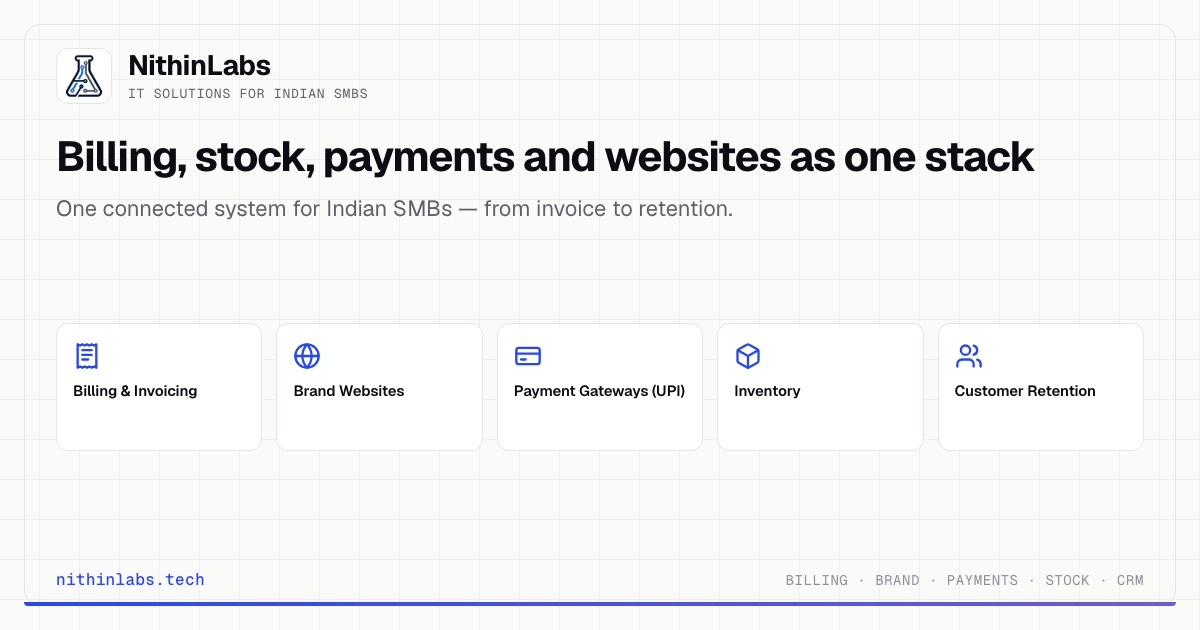 NithinLabs
IT SOLUTIONS FOR INDIAN SMBS
Billing, stock, payments and websites as one stack
One connected system for Indian SMBs — from invoice to retention.
Billing & Invoicing
Brand Websites
Payment Gateways (UPI)
Inventory
Customer Retention
nithinlabs.tech
BILLING · BRAND · PAYMENTS · STOCK · CRM